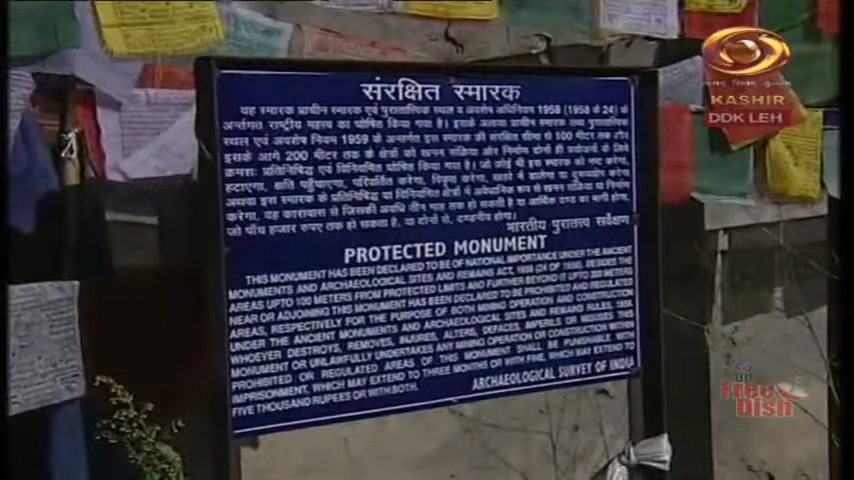 संरक्षित स्मारक
यह स्मारक प्राचीन स्मारक एवं पुरातत्वीय स्थल व अवशेष अधिनियम 1958 (1958 के 24) के
अन्तर्गत राष्ट्रीय महत्व का घोषित किया गया है। इसके अलावा प्राचीन स्मारक एवं पुरातत्वीय
स्थल एवं अवशेष नियम 1959 के अन्तर्गत इस स्मारक की संरक्षित सीमा से 100 मीटर तक और
इसके आगे 200 मीटर तक के क्षेत्रों को खनन सक्रिया और निर्माण दोनों ही प्रयोजनों के लिये
क्रमशः प्रतिनिषिद्ध एवं विनियमित घोषित किया गया है। जो कोई भी इस स्मारक को नष्ट करेगा,
हटाएगा, क्षति पहुँचाएगा, परिवर्तित करेगा, विकृत करेगा, खतरे में डालेगा या दुरुपयोग करेगा
अथवा इस स्मारक के प्रतिनिषिद्ध या विनियमित क्षेत्रों में अवैधानिक रूप से खनन सक्रिया या निर्माण
करेगा, वह कारावास से जिसकी अवधि तीन माह तक हो सकती है या आर्थिक दण्ड का भागी होगा,
जो पाँच हजार रुपए तक हो सकता है, या दोनों से, दण्डनीय होगा।
भारतीय पुरातत्व सर्वेक्षण
PROTECTED MONUMENT
THIS MONUMENT HAS BEEN DECLARED TO BE OF NATIONAL IMPORTANCE UNDER THE ANCIENT
MONUMENTS AND ARCHAEOLOGICAL SITES AND REMAINS ACT, 1958 (24 OF 1958). BESIDES THE
AREAS UPTO 100 METERS FROM PROTECTED LIMITS AND FURTHER BEYOND IT UPTO 200 METERS
NEAR OR ADJOINING THIS MONUMENT HAS BEEN DECLARED TO BE PROHIBITED AND REGULATED
AREAS, RESPECTIVELY FOR THE PURPOSE OF BOTH MINING OPERATION AND CONSTRUCTION
UNDER THE ANCIENT MONUMENTS AND ARCHAEOLOGICAL SITES AND REMAINS RULES, 1959.
WHOEVER DESTROYS, REMOVES, INJURES, ALTERS, DEFACES, IMPERILS OR MISUSES THIS
MONUMENT OR UNLAWFULLY UNDERTAKES ANY MINING OPERATION OR CONSTRUCTION WITHIN
PROHIBITED OR REGULATED AREAS OF THIS MONUMENT SHALL BE PUNISHABLE WITH
IMPRISONMENT, WHICH MAY EXTEND TO THREE MONTHS OR WITH FINE, WHICH MAY EXTEND TO
FIVE THOUSAND RUPEES OR WITH BOTH.
ARCHAEOLOGICAL SURVEY OF INDIA
KASHIR
DDK LEH
on
Free
Dish